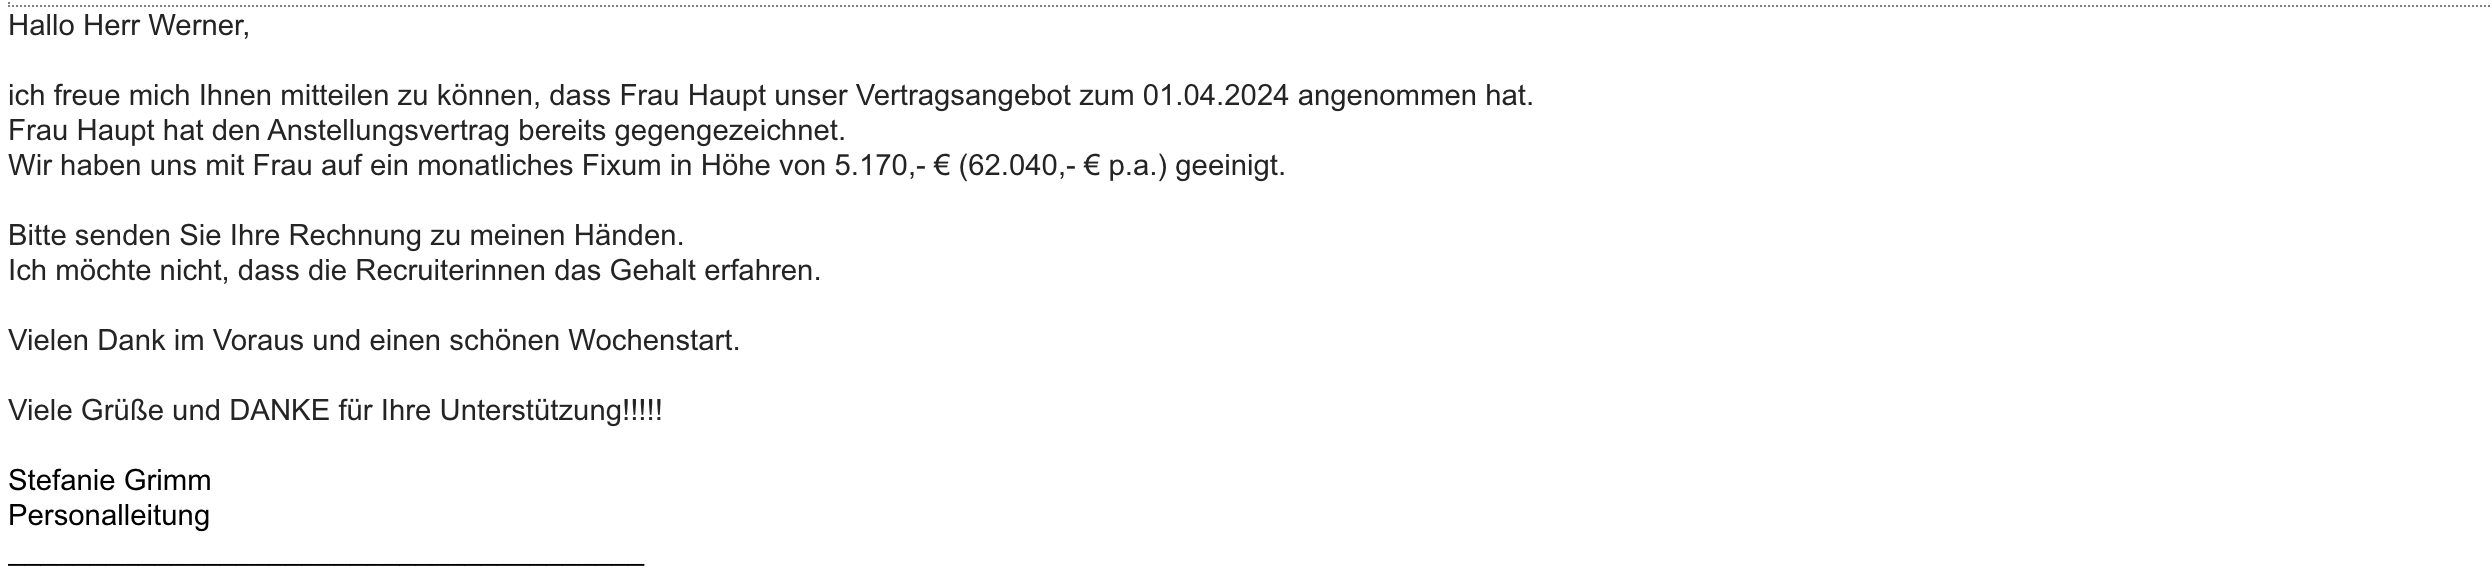 Hallo Herr Werner,
ich freue mich Ihnen mitteilen zu können, dass Frau Haupt unser Vertragsangebot zum 01.04.2024 angenommen hat.
Frau Haupt hat den Anstellungsvertrag bereits gegengezeichnet.
Wir haben uns mit Frau auf ein monatliches Fixum in Höhe von 5.170,- € (62.040,- € p.a.) geeinigt.
Bitte senden Sie Ihre Rechnung zu meinen Händen.
Ich möchte nicht, dass die Recruiterinnen das Gehalt erfahren.
Vielen Dank im Voraus und einen schönen Wochenstart.
Viele Grüße und DANKE für Ihre Unterstützung!!!!!
Stefanie Grimm
Personalleitung